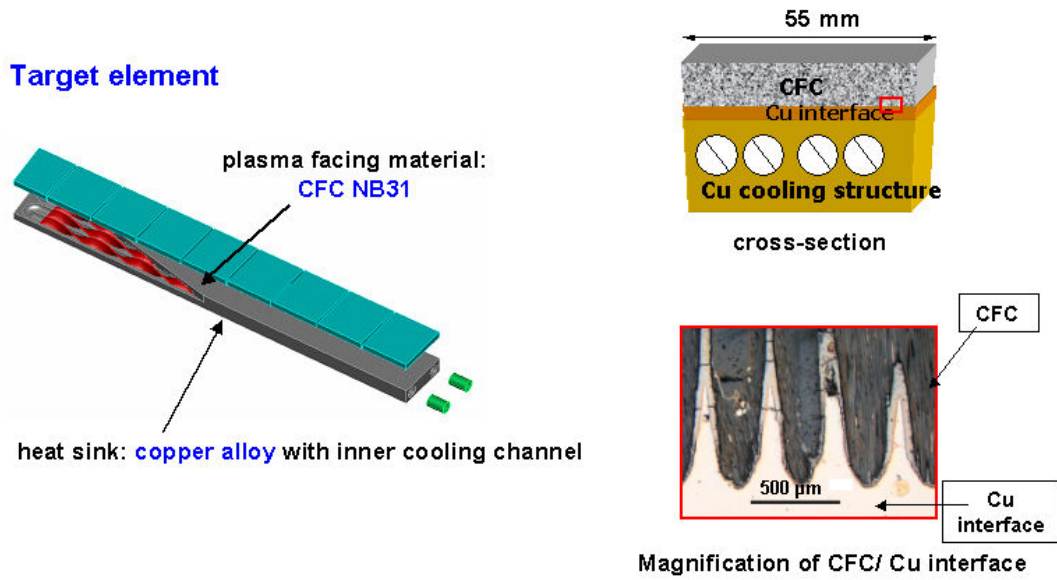 Target element
plasma facing material:
CFC NB31
heat sink: copper alloy with inner cooling channel
55 mm
CFC
Cu interface
Cu cooling structure
cross-section
CFC
500 µm
Cu
interface
Magnification of CFC/ Cu interface